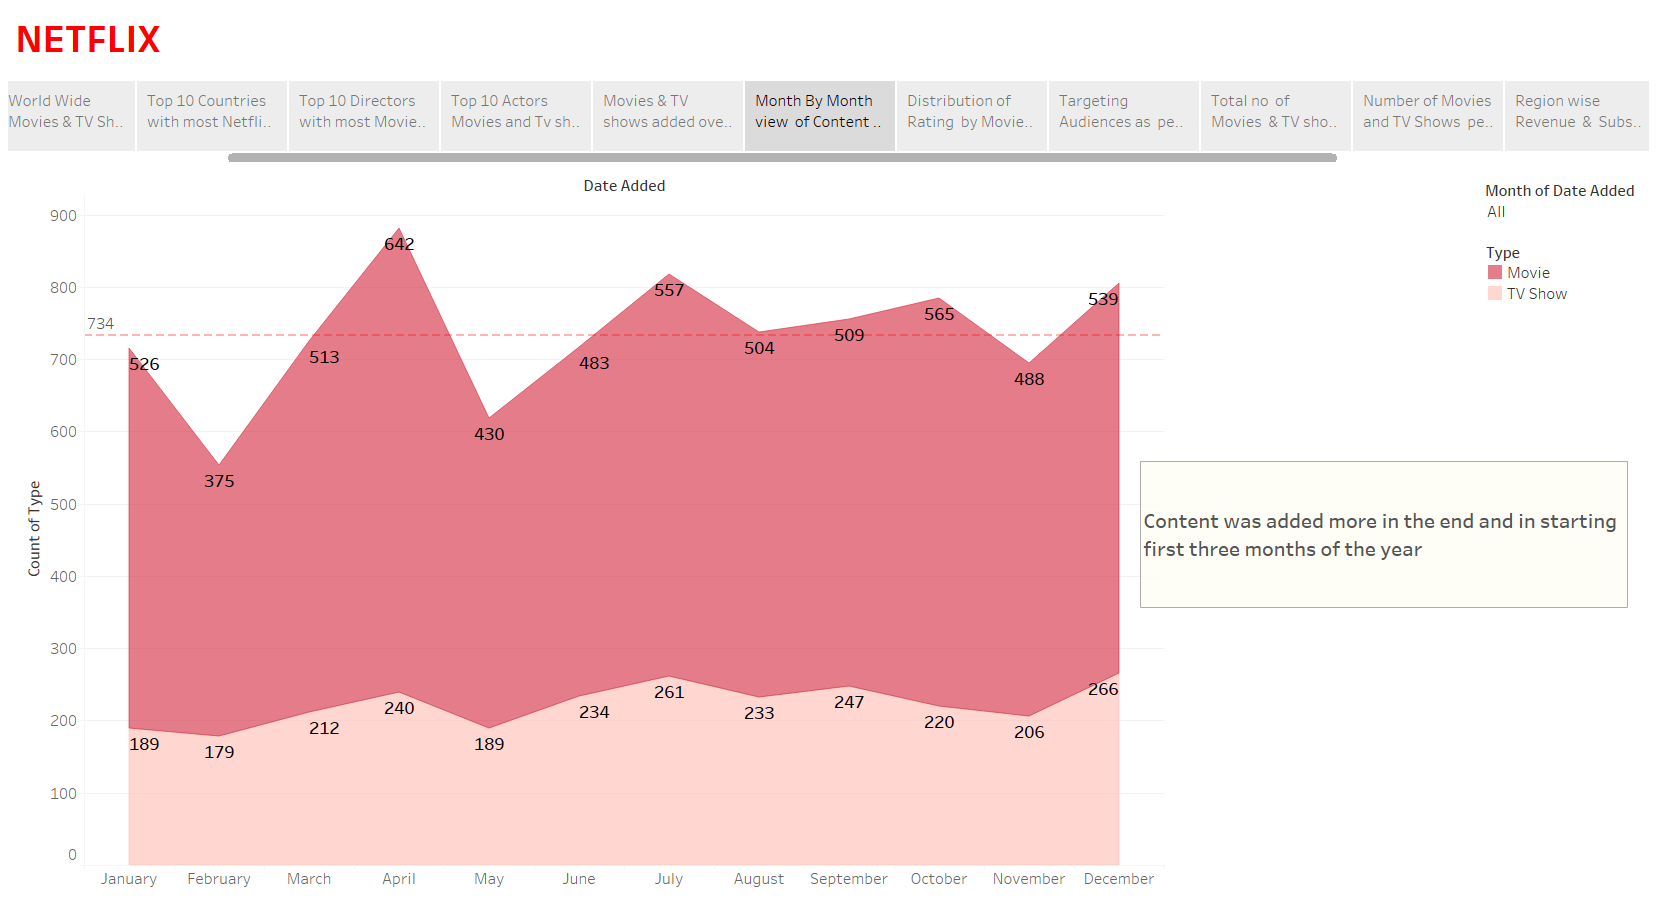 NETFLIX
World Wide
Movies & TV Sh..
Top 10 Countries
with most Netfli..
Top 10 Directors
with most Movie..
Top 10 Actors
Movies and Tv sh..
Movies & TV
shows added ove..
Month By Month
view of Content ..
Distribution of
Rating by Movie..
Targeting
Audiences as pe..
Total no of
Movies & TV sho..
Number of Movies
and TV Shows pe..
Region wise
Revenue & Subs..
Date Added
Month of Date Added
All
Type
Movie
TV Show
Count of Type
900
800
700
600
500
400
300
200
100
0
734
526
375
513
642
430
483
557
504
509
565
488
539
189
179
212
240
189
234
261
233
247
220
206
266
Content was added more in the end and in starting
first three months of the year
January
February
March
April
May
June
July
August
September
October
November
December